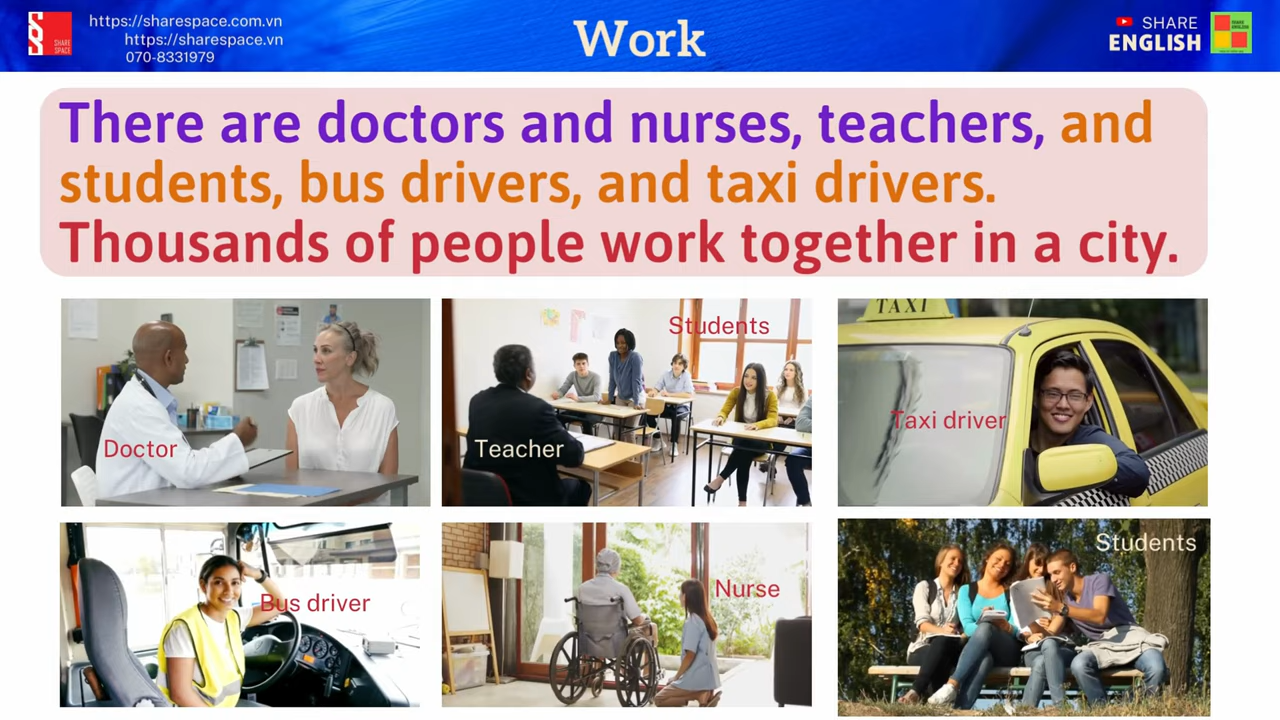 SHARE
SPACE
https://sharespace.com.vn
https://sharespace.vn
070-8331979
Work
SHARE
ENGLISH
There are doctors and nurses, teachers, and
students, bus drivers, and taxi drivers.
Thousands of people work together in a city.
Doctor
Students
Teacher
TAXI
Taxi driver
Bus driver
Nurse
Students